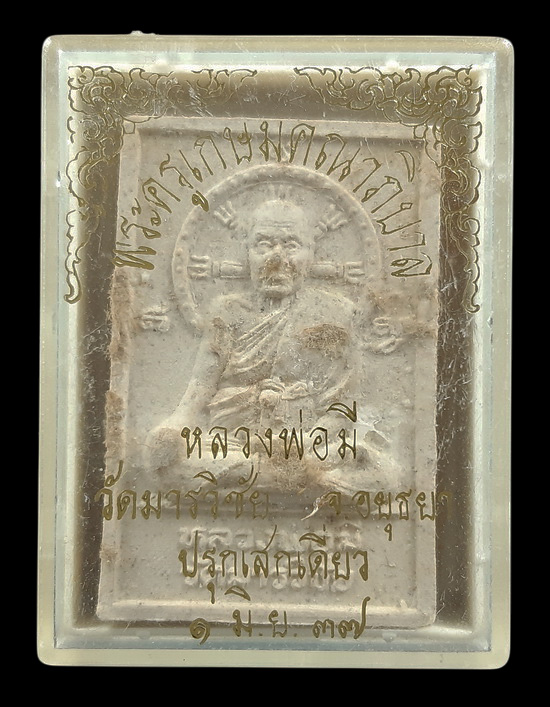 พระครูเกษมคณาภิบาล
หลวงพ่อมี
วัดมารวิชัย จ.อยุธยา
ปรุกเสกเดี่ยว
๑ มิ.ย. ๓๗